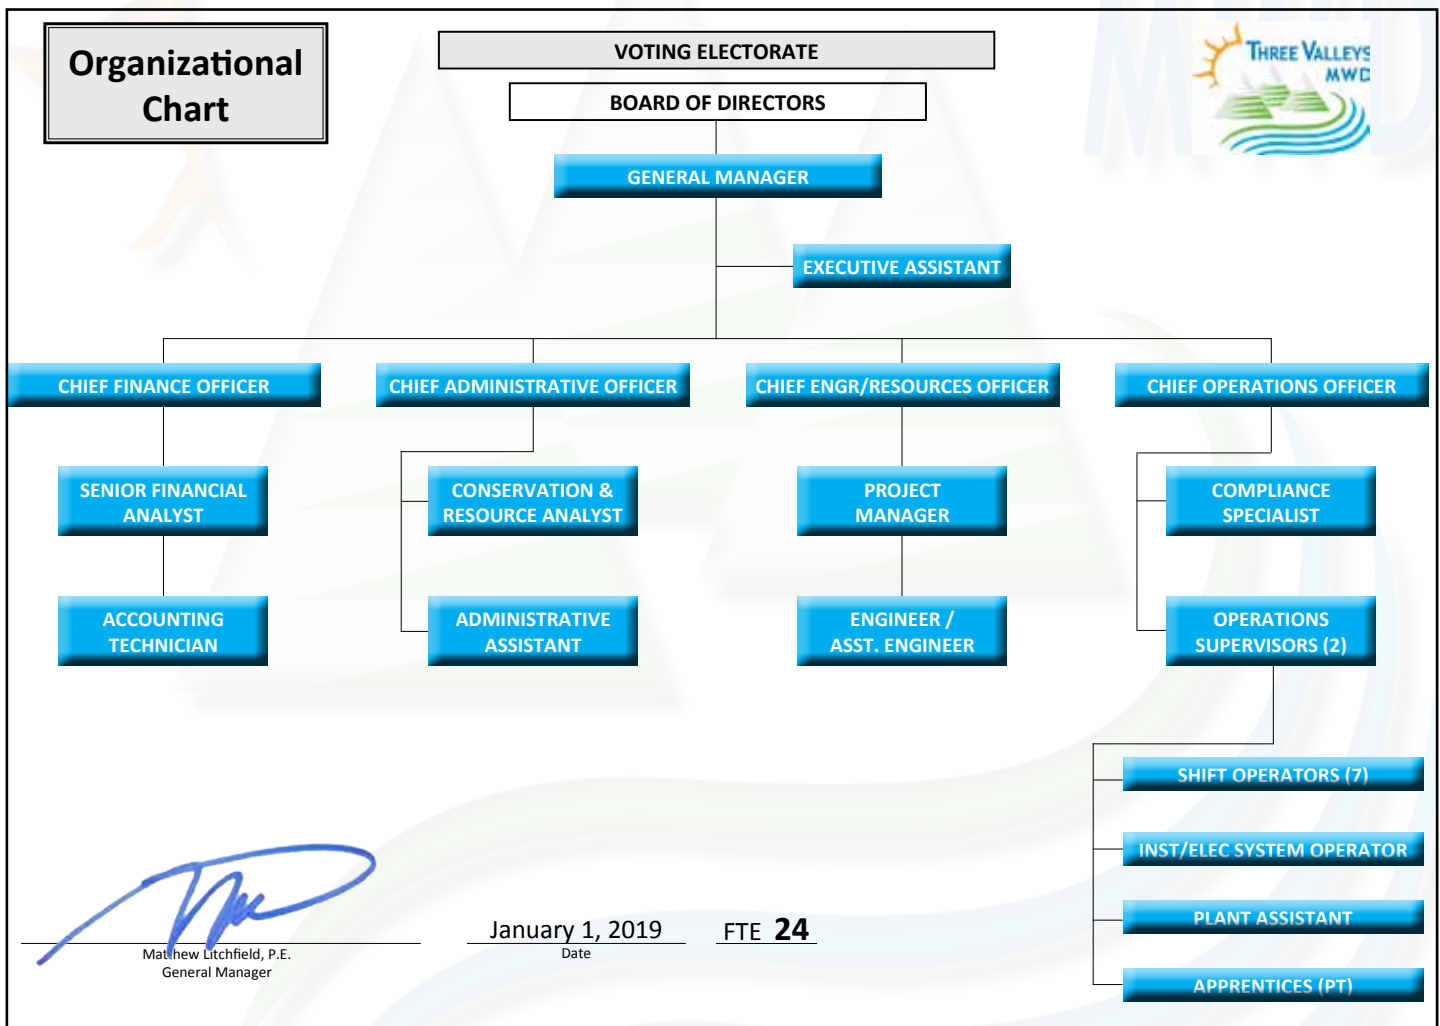 Organizational
Chart
VOTING ELECTORATE
BOARD OF DIRECTORS
THREE VALLEYS
MWD
MWD
GENERAL MANAGER
EXECUTIVE ASSISTANT
CHIEF FINANCE OFFICER
CHIEF ADMINISTRATIVE OFFICER
CHIEF ENGR/RESOURCES OFFICER
CHIEF OPERATIONS OFFICER
SENIOR FINANCIAL
ANALYST
CONSERVATION &
RESOURCE ANALYST
PROJECT
MANAGER
COMPLIANCE
SPECIALIST
ACCOUNTING
TECHNICIAN
ADMINISTRATIVE
ASSISTANT
ENGINEER /
ASST. ENGINEER
OPERATIONS
SUPERVISORS (2)
SHIFT OPERATORS (7)
INST/ELEC SYSTEM OPERATOR
PLANT ASSISTANT
APPRENTICES (PT)
January 1, 2019
Date
FTE 24
Matthew Litchfield, P.E.
General Manager